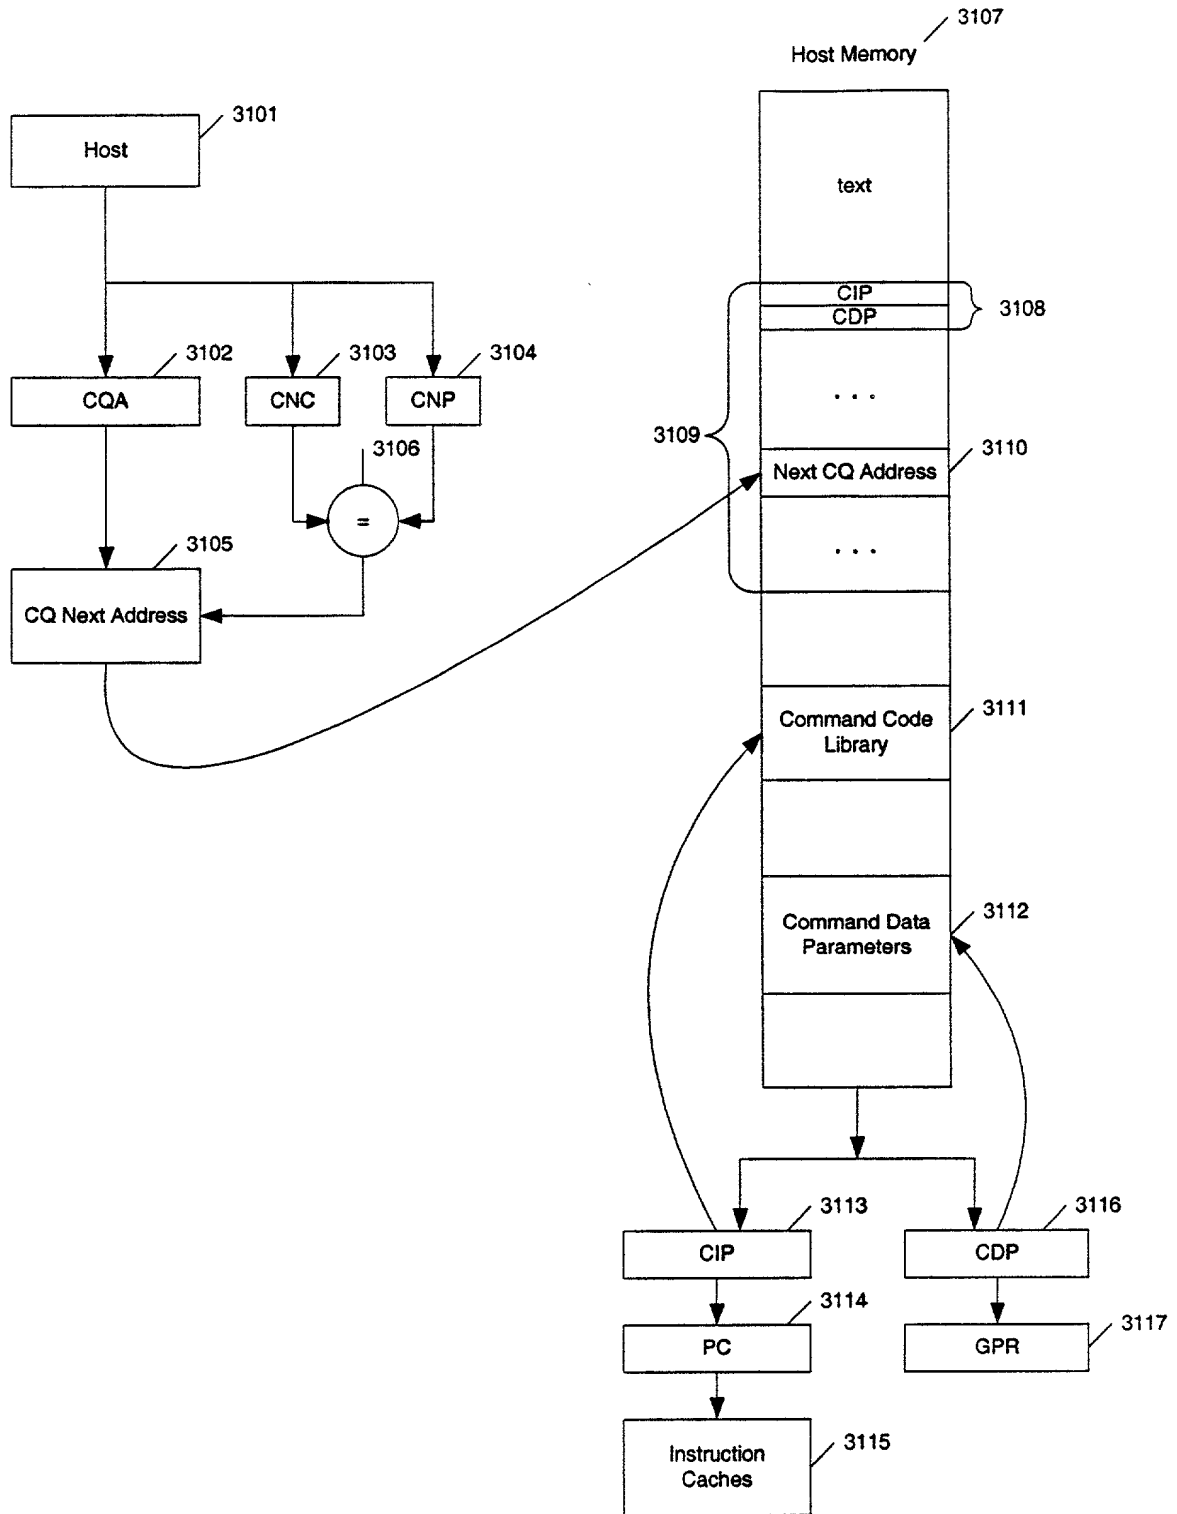 3107
Host Memory
3101
Host
text
CIP
CDP
3108
3102
3103
3104
CQA
CNC
CNP
. . .
3109
3106
Next CQ Address
3110
=
3105
. . .
CQ Next Address
Command Code
Library
3111
Command Data
Parameters
3112
3113
3116
CIP
CDP
3114
3117
PC
GPR
Instruction
Caches
3115